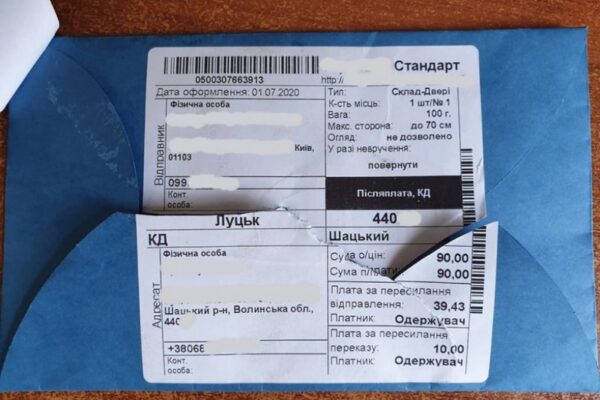 0500307663913
http://
Стандарт
Дата оформлення: 01.07.2020
Фізична особа
Відправник
Київ,
01103
099
Конт.
особа:
Тип: Склад-Двері
К-сть місць: 1 шт/№ 1
Вага: 100 г.
Макс. сторона: до 70 см
Огляд: не дозволено
У разі невручення:
повернути
Післяплата, КД
Луцьк
440
КД
Шацький
Фізична особа
Адресат
Шацький р-н, Волинська обл.,
440
+38068
Конт.
особа:
Сума о/цін: 90,00
Сума п/плати: 90,00
Плата за пересилання
відправлення: 39,43
Платник: Одержувач
Плата за пересилання
переказу: 10,00
Платник: Одержувач